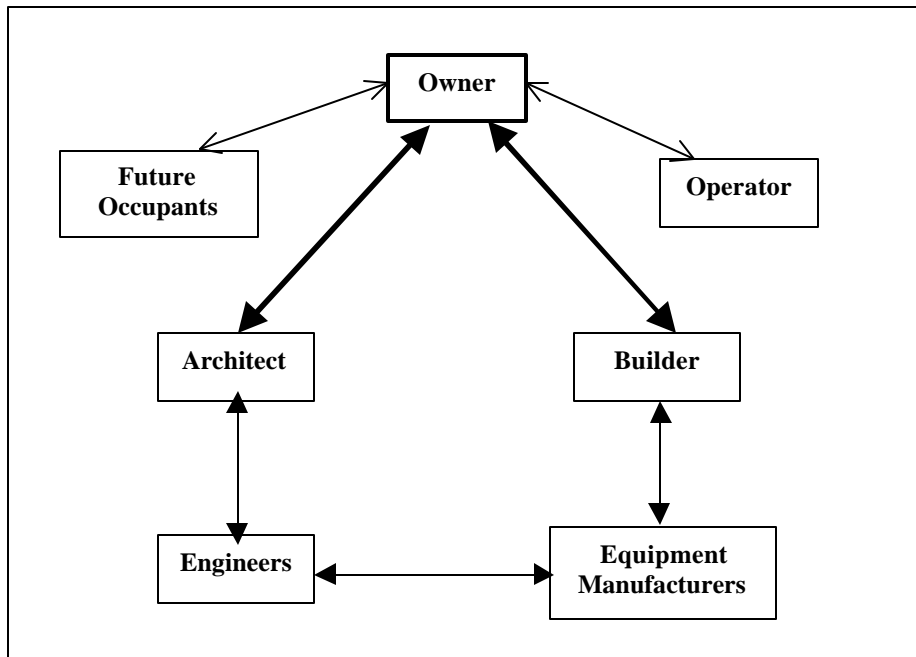 Owner
Future
Occupants
Operator
Architect
Builder
Engineers
Equipment
Manufacturers